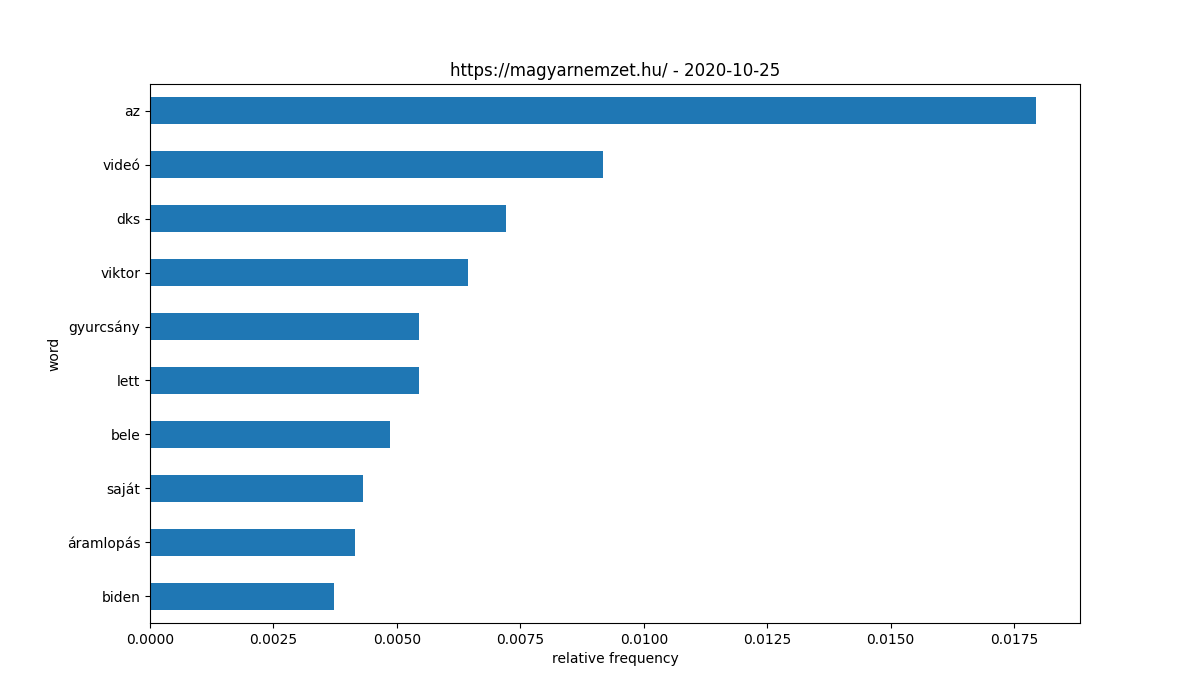 https://magyarnemzet.hu/ - 2020-10-25
az
videó
dks
viktor
gyurcsány
lett
bele
saját
áramlopás
biden
word
0.0000 0.0025 0.0050 0.0075 0.0100 0.0125 0.0150 0.0175
relative frequency